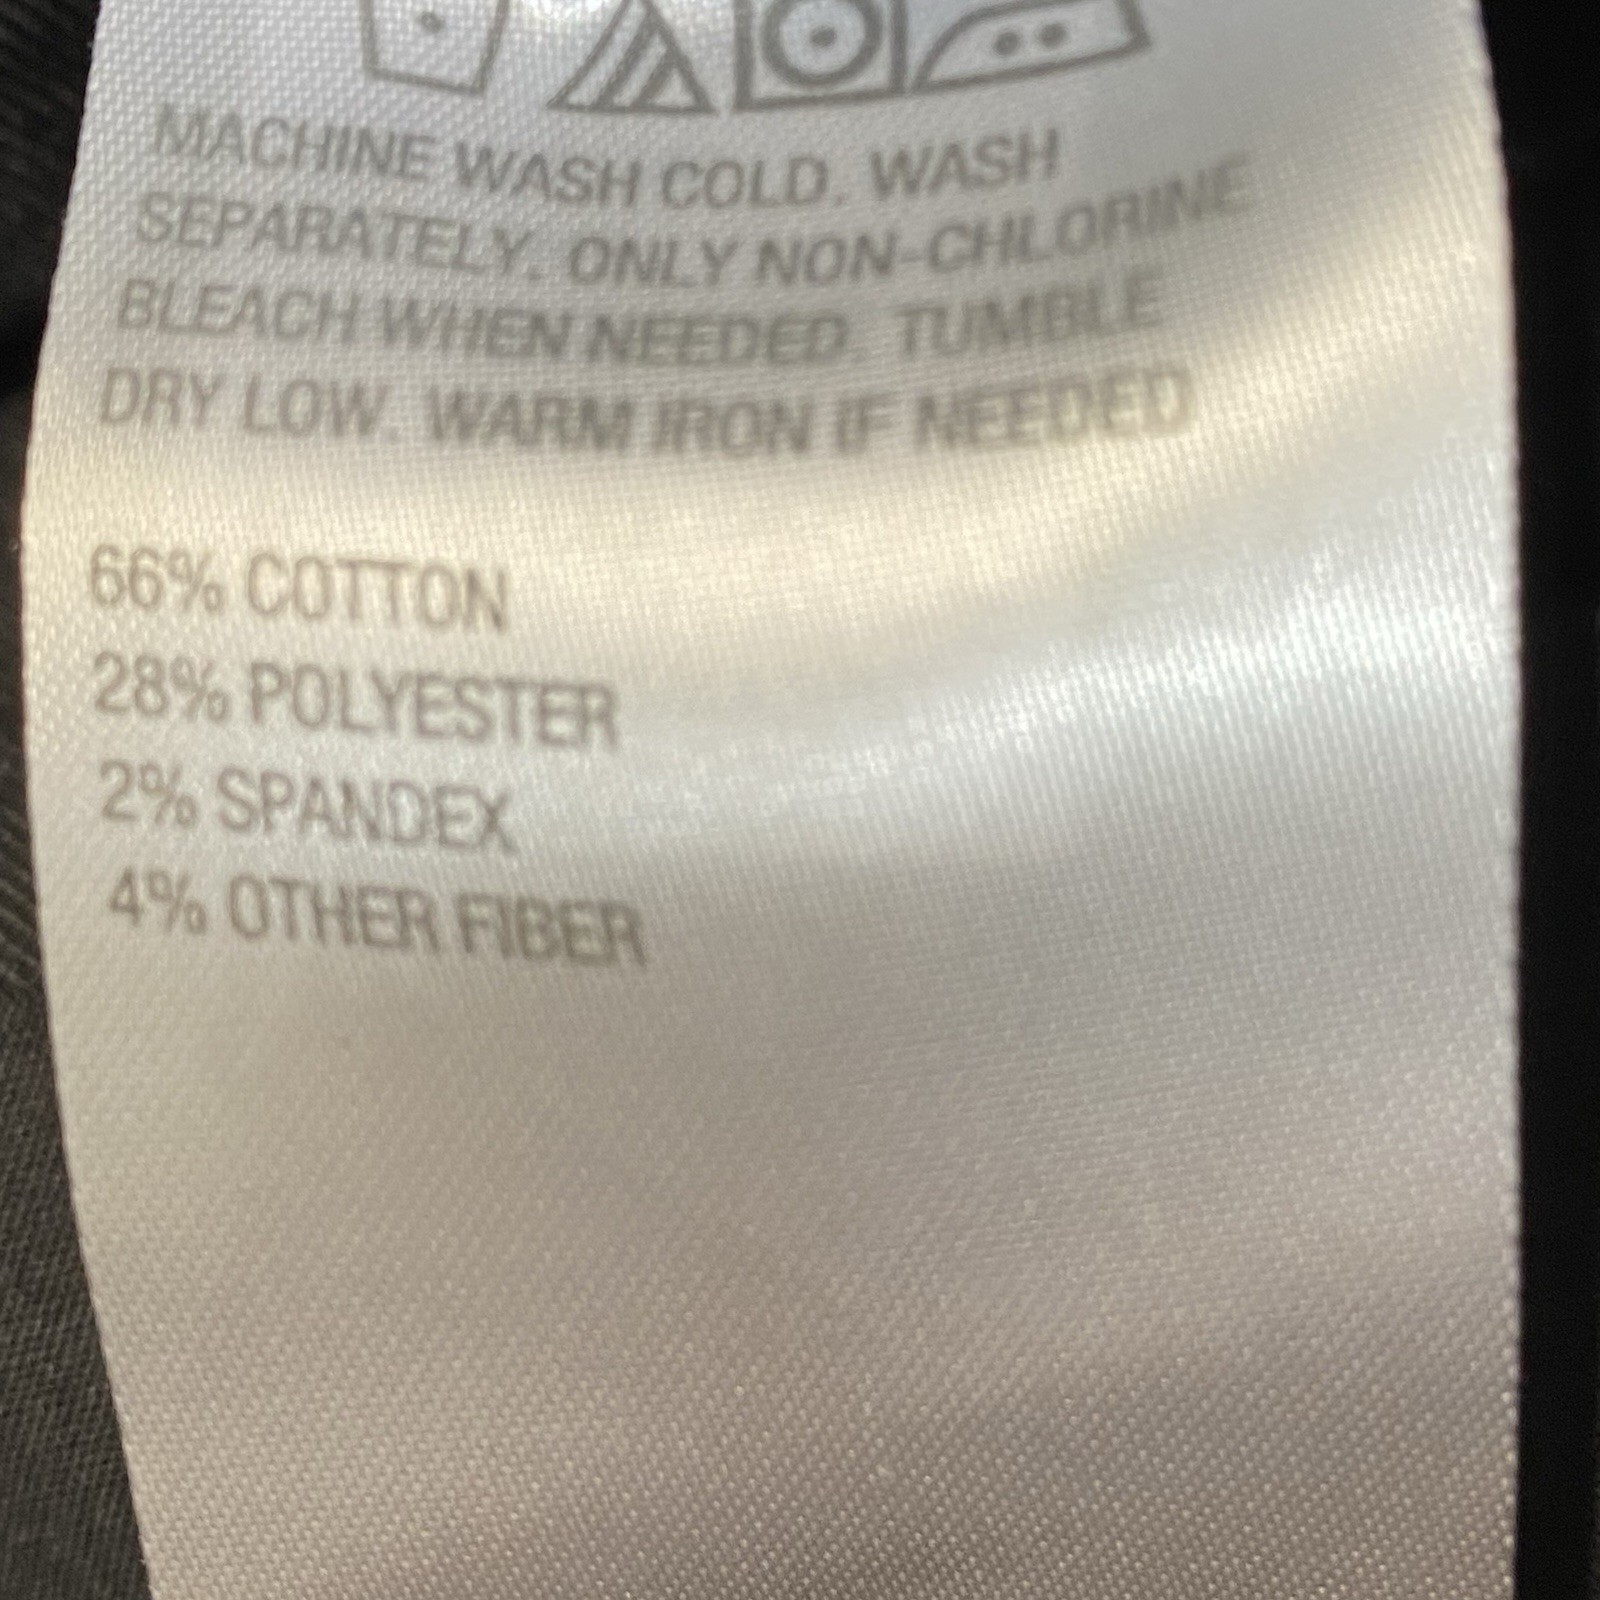 MACHINE WASH COLD. WASH
SEPARATELY. ONLY NON-CHLORINE
BLEACH WHEN NEEDED. TUMBLE
DRY LOW. WARM IRON IF NEEDED
66% COTTON
28% POLYESTER
2% SPANDEX
4% OTHER FIBER